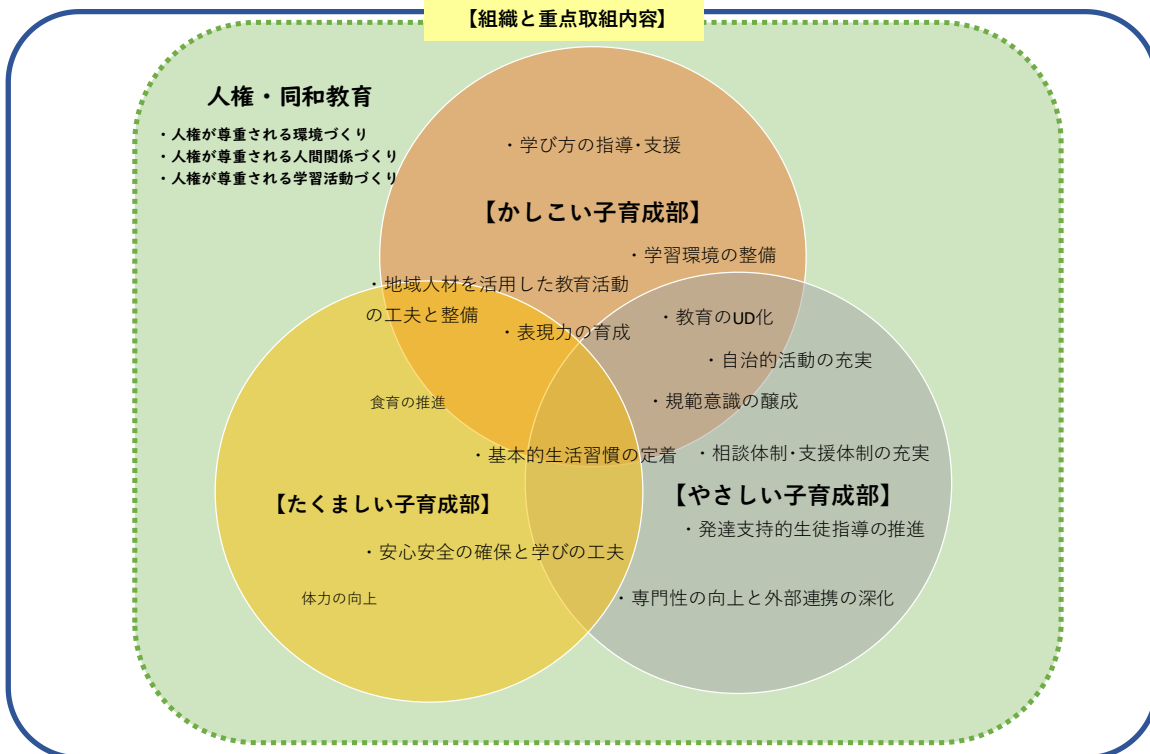 【組織と重点取組内容】
人権・同和教育
・人権が尊重される環境づくり
・人権が尊重される人間関係づくり
・人権が尊重される学習活動づくり
・学び方の指導・支援
【かしこい子育成部】
・学習環境の整備
・地域人材を活用した教育活動
の工夫と整備
・表現力の育成
・教育のUD化
・自治的活動の充実
食育の推進
・規範意識の醸成
・基本的生活習慣の定着
・相談体制・支援体制の充実
【たくましい子育成部】
【やさしい子育成部】
・発達支持的生徒指導の推進
・安心安全の確保と学びの工夫
体力の向上
・専門性の向上と外部連携の深化